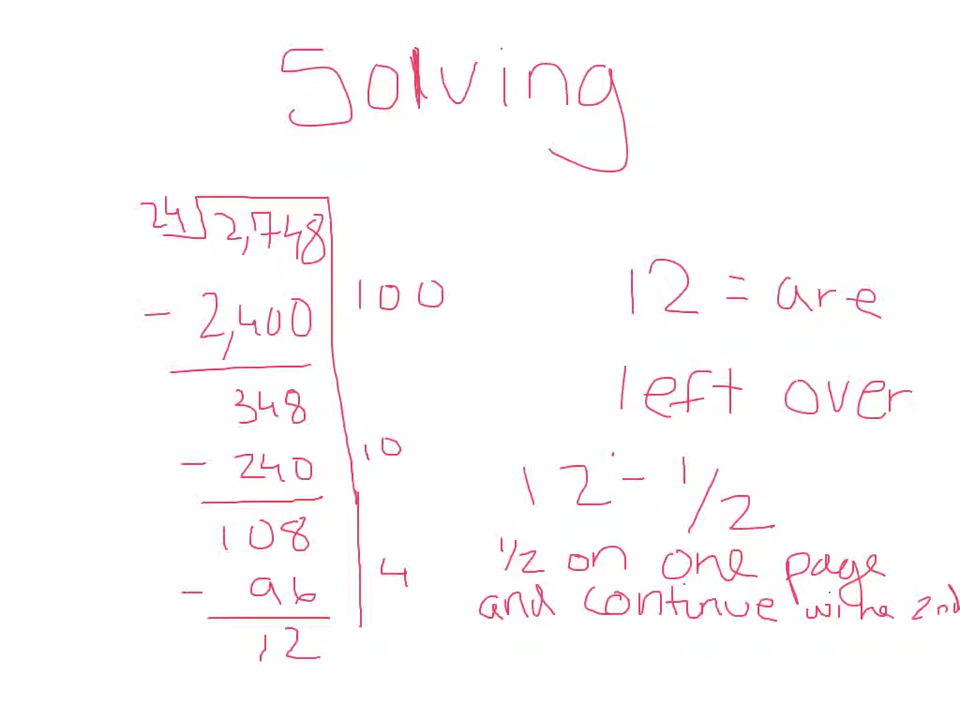 Solving
24 2,748
- 2,400 100
348
- 240 10
108
- 96 4
12
12 = are
left over
12 - 1/2
1/2 on one page
and continue 2nd